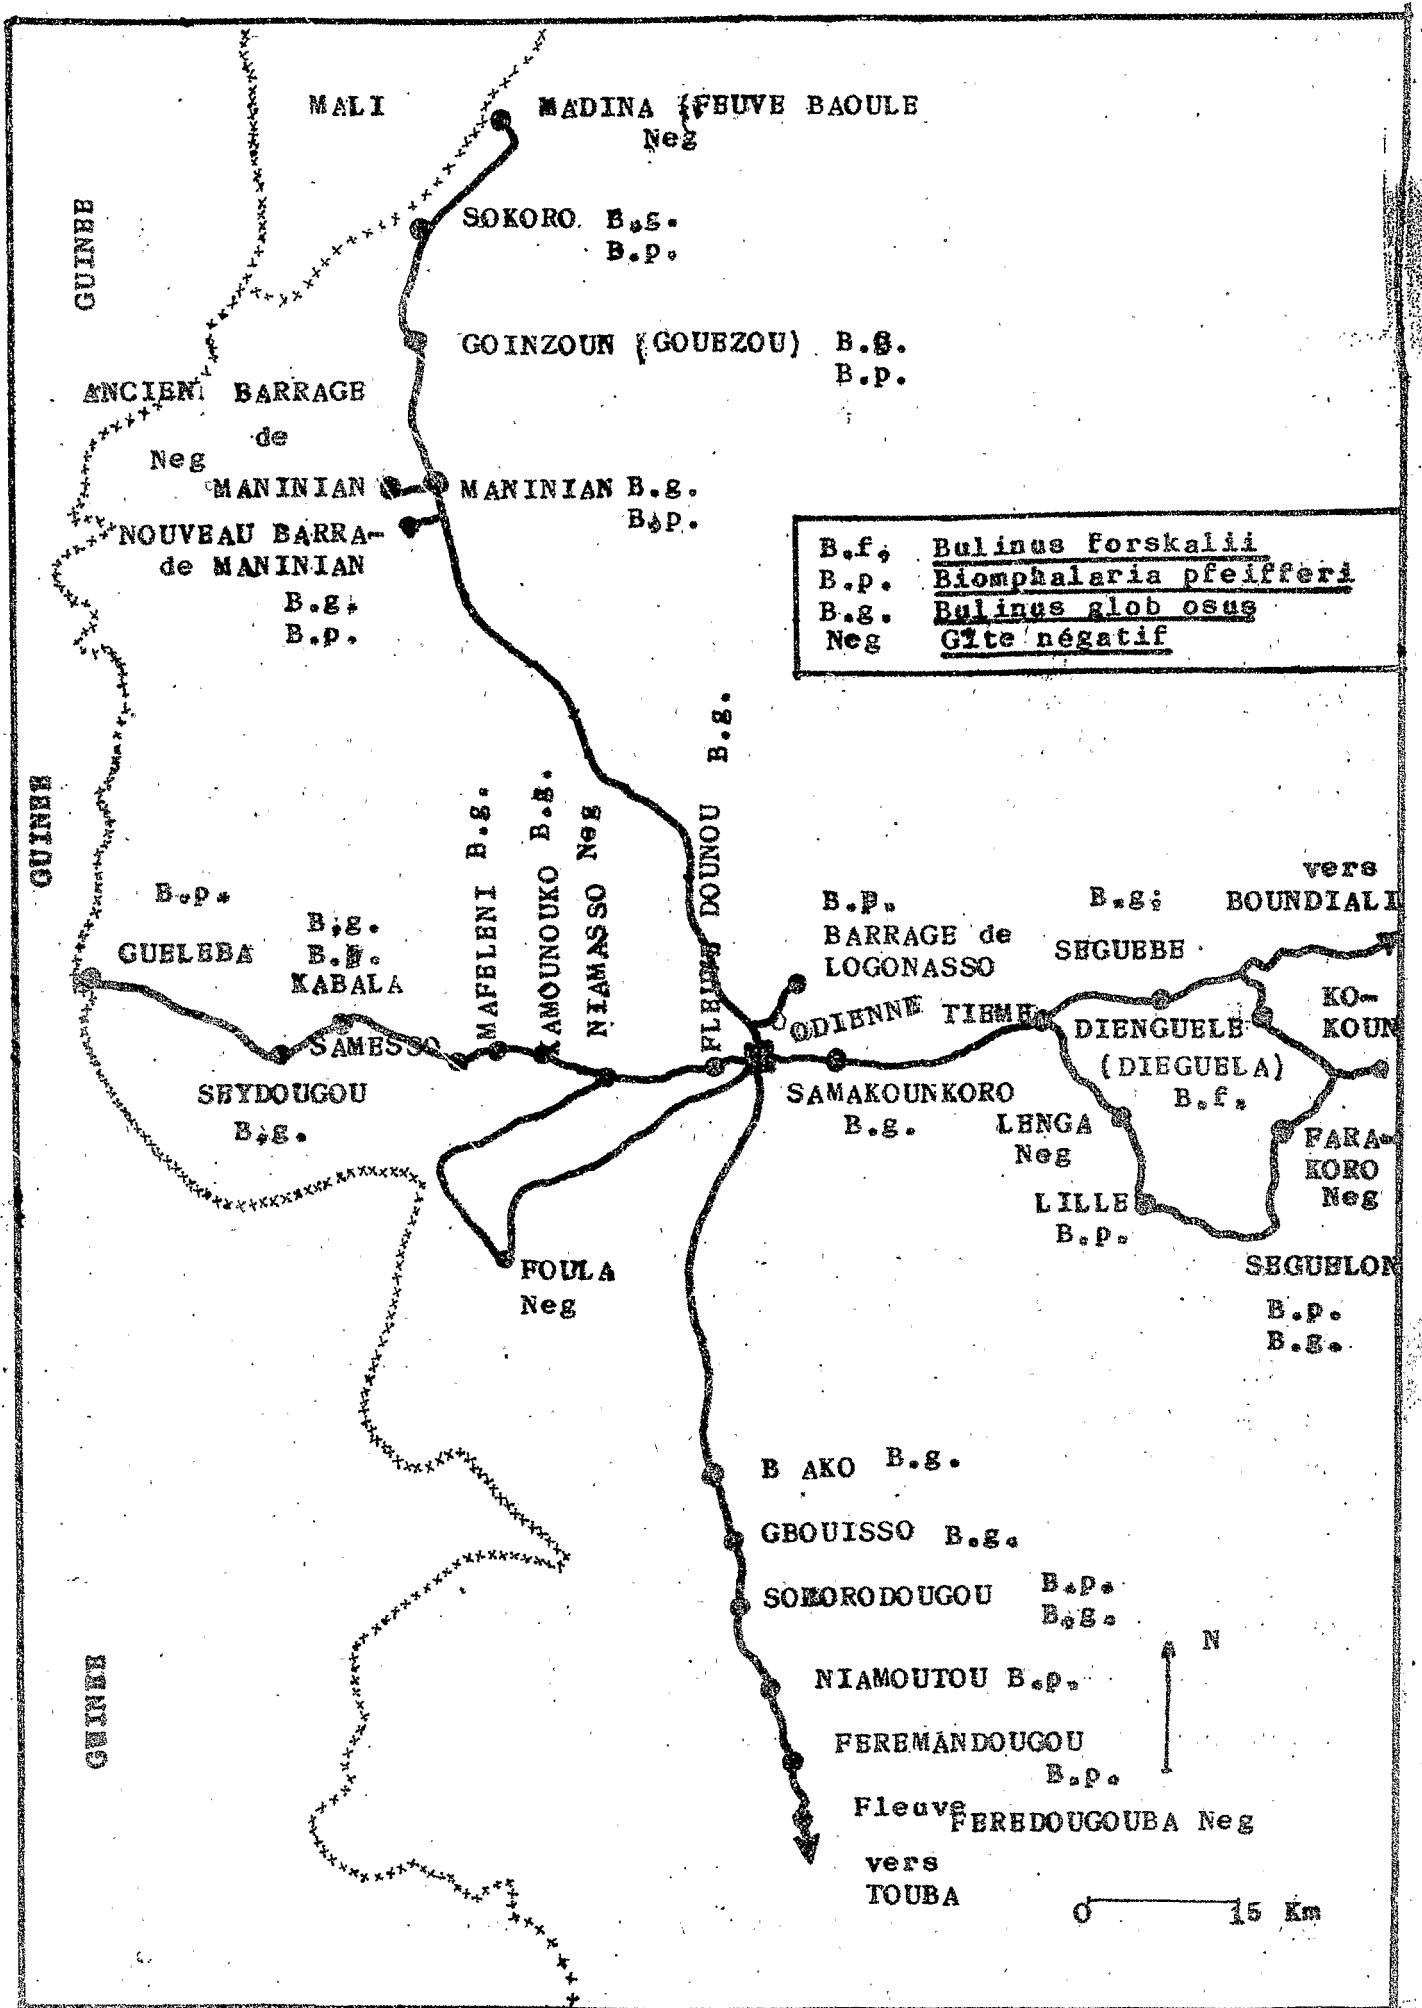 MALI
MADINA (FEUVE BAOULE
Neg
GUINEE
SOKORO B.g.
B.p.
GOINZOUN (GOUEZOU) B.g.
B.p.
ANCIEN BARRAGE
de
Neg
MANINIAN
MANINIAN B.g.
B.p.
NOUVEAU BARRA-
de MANINIAN
B.g.
B.p.
B.f. Bulinus forskalii
B.p. Biomphalaria pfeifferi
B.g. Bulinus glob osus
Neg Gîte négatif
GUINEE
B.p.
GUELEBA
B.g.
KABALA
SAMESSO
SEYDOUGOU
B.g.
MAFELENI B.g.
KAMOUNOUKO B.g.
NIAMASSO Neg
DOUNOU B.g.
B.p.
BARRAGE de
LOGONASSO
ODIENNE
TIEME
B.g.
SEGUEBE
vers
BOUNDIALI
DIENGUELE
(DIEGUELA)
B.f.
KO-
KOUN
SAMAKOUNKORO
B.g.
LENGA
Neg
FARA-
KORO
Neg
LILLE
B.p.
SEGUELON
B.p.
B.g.
FOULA
Neg
B AKO B.g.
GBOUISSO B.g.
SOKORODOUGOU B.p.
B.g.
N
NIAMOUTOU B.p.
FEREMANDOUGOU
B.p.
Fleuve FEREDOUGOUBA Neg
vers
TOUBA
GUINEE
0 15 Km